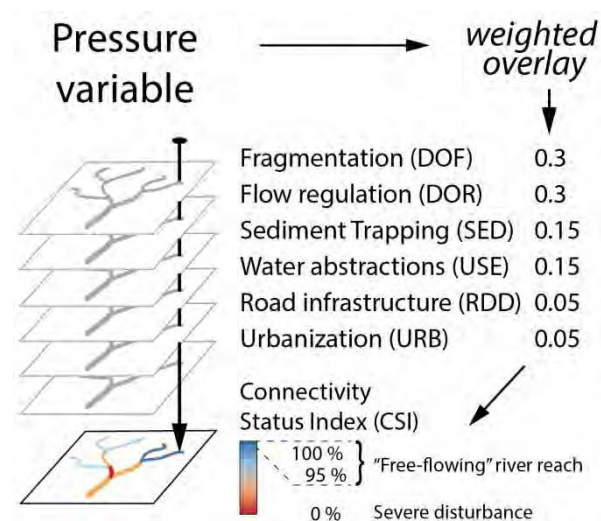 Pressure
variable
weighted
overlay
Fragmentation (DOF) 0.3
Flow regulation (DOR) 0.3
Sediment Trapping (SED) 0.15
Water abstractions (USE) 0.15
Road infrastructure (RDD) 0.05
Urbanization (URB) 0.05
Connectivity
Status Index (CSI)
100 %
95 %
"Free-flowing" river reach
0 % Severe disturbance